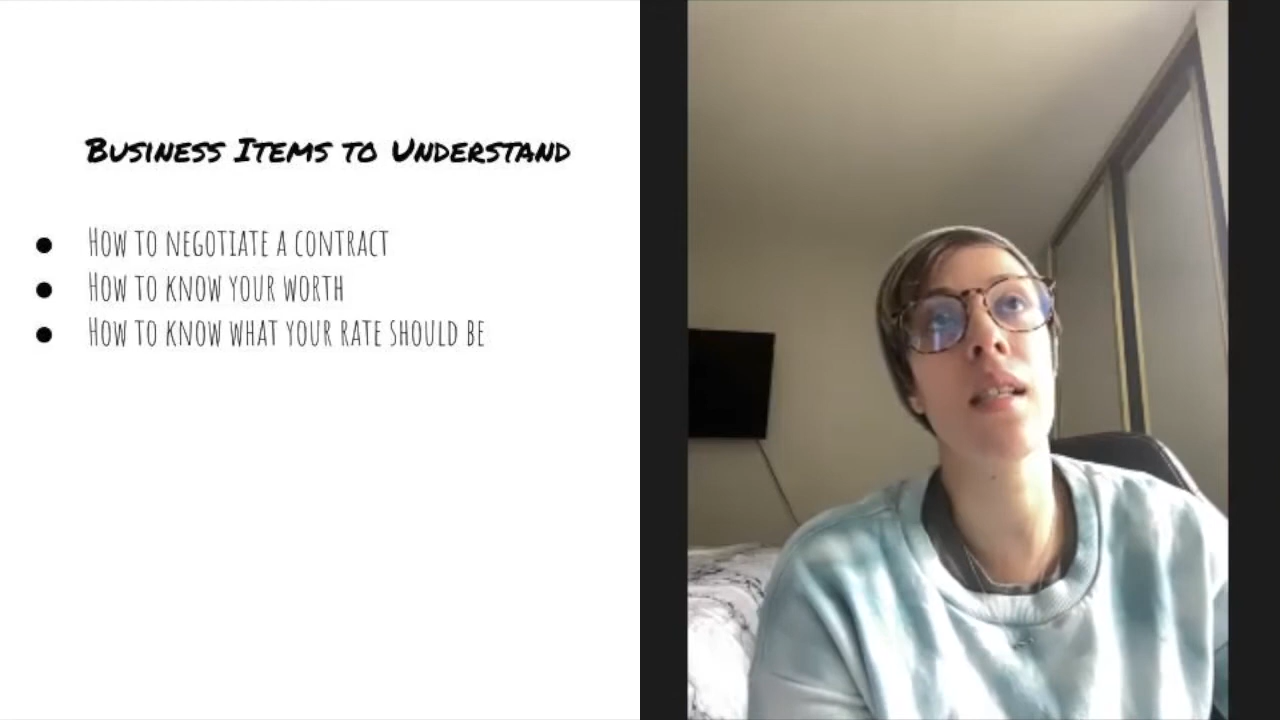 Business Items to Understand
● How to negotiate a contract
● How to know your worth
● How to know what your rate should be